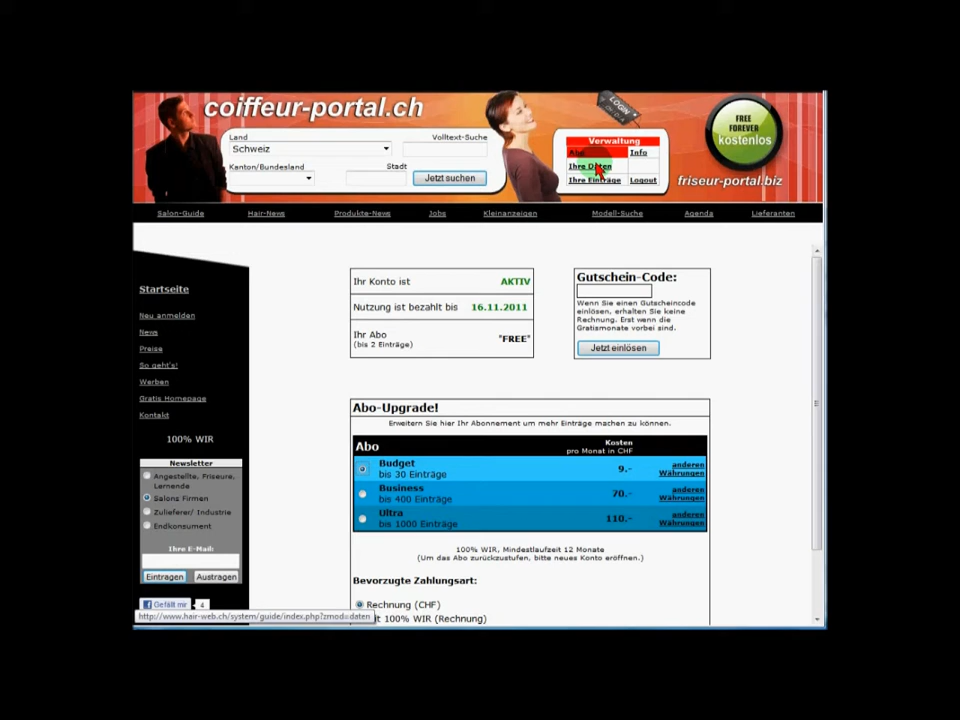 coiffeur-portal.ch
Land
Volltext-Suche
Schweiz
Kanton/Bundesland
Stadt
Jetzt suchen
LOGIN
Verwaltung
Abo
Info
Ihre Daten
Ihre Einträge
Logout
FREE
FOREVER
kostenlos
friseur-portal.biz
Salon-Guide
Hair-News
Produkte-News
Jobs
Kleinanzeigen
Modell-Suche
Agenda
Lieferanten
Startseite
Neu anmelden
News
Preise
So geht's!
Werben
Gratis Homepage
Kontakt
100% WIR
Newsletter
Angestellte, Friseure,
Lernende
Salons Firmen
Zulieferer/ Industrie
Endkonsument
Ihre E-Mail:
Eintragen
Austragen
Gefällt mir
4
http://www.hair-web.ch/system/guide/index.php?zmod=daten
Ihr Konto ist
AKTIV
Nutzung ist bezahlt bis
16.11.2011
Ihr Abo
(bis 2 Einträge)
"FREE"
Gutschein-Code:
Wenn Sie einen Gutscheincode
einlösen, erhalten Sie keine
Rechnung. Erst wenn die
Gratismonate vorbei sind.
Jetzt einlösen
Abo-Upgrade!
Erweitern Sie hier Ihr Abonnement um mehr Einträge machen zu können.
Abo
Kosten
pro Monat in CHF
Budget
bis 30 Einträge
9.-
anderen
Währungen
Business
bis 400 Einträge
70.-
anderen
Währungen
Ultra
bis 1000 Einträge
110.-
anderen
Währungen
100% WIR, Mindestlaufzeit 12 Monate
(Um das Abo zurückzustufen, bitte neues Konto eröffnen.)
Bevorzugte Zahlungsart:
Rechnung (CHF)
100% WIR (Rechnung)